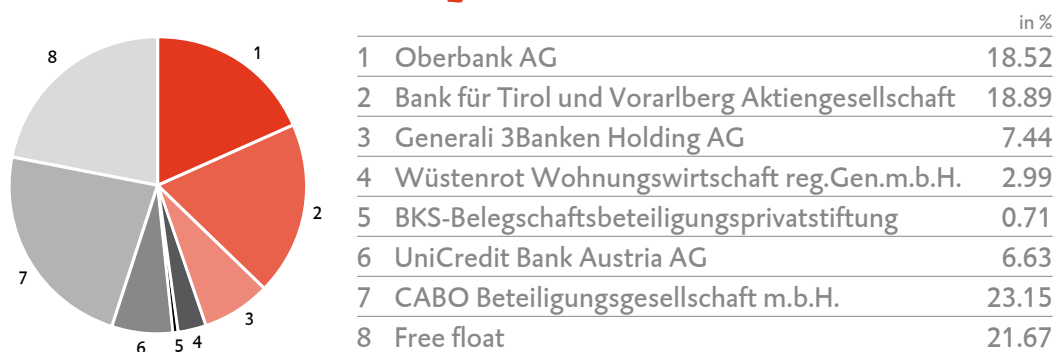 in %
1 Oberbank AG 18.52
2 Bank für Tirol und Vorarlberg Aktiengesellschaft 18.89
3 Generali 3Banken Holding AG 7.44
4 Wüstenrot Wohnungswirtschaft reg.Gen.m.b.H. 2.99
5 BKS-Belegschaftsbeteiligungsprivatstiftung 0.71
6 UniCredit Bank Austria AG 6.63
7 CABO Beteiligungsgesellschaft m.b.H. 23.15
8 Free float 21.67
8
1
2
7
3
6
5
4